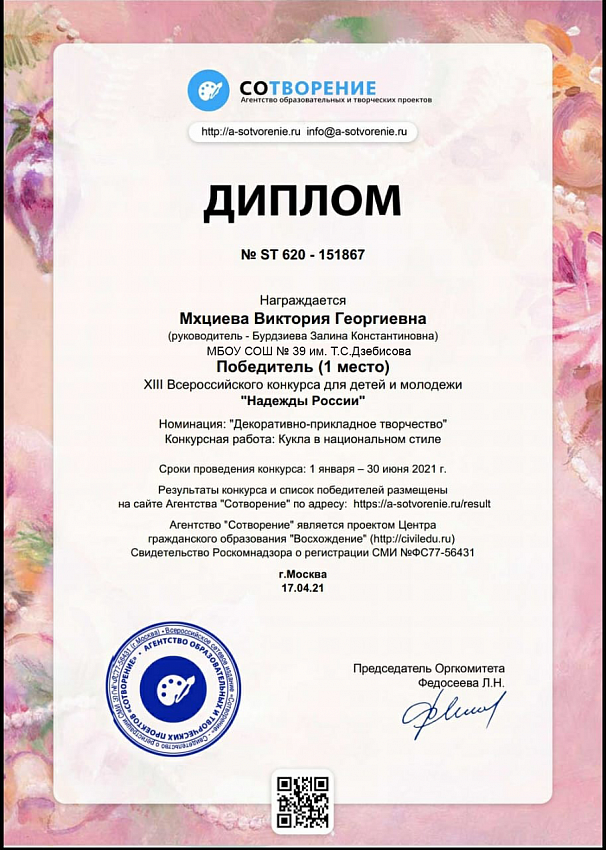 СОТВОРЕНИЕ
Агентство образовательных и творческих проектов
http://a-sotvorenie.ru info@a-sotvorenie.ru
ДИПЛОМ
№ ST 620 - 151867
Награждается
Мхциева Виктория Георгиевна
(руководитель - Бурдзиева Залина Константиновна)
МБОУ СОШ № 39 им. Т.С.Дзебисова
Победитель (1 место)
XIII Всероссийского конкурса для детей и молодежи
"Надежды России"
Номинация: "Декоративно-прикладное творчество"
Конкурсная работа: Кукла в национальном стиле
Сроки проведения конкурса: 1 января – 30 июня 2021 г.
Результаты конкурса и список победителей размещены
на сайте Агентства "Сотворение" по адресу: https://a-sotvorenie.ru/result
Агентство "Сотворение" является проектом Центра
гражданского образования "Восхождение" (http://civiledu.ru)
Свидетельство Роскомнадзора о регистрации СМИ №ФС77-56431
г.Москва
17.04.21
Председатель Оргкомитета
Федосеева Л.Н.
АГЕНТСТВО ОБРАЗОВАТЕЛЬНЫХ И ТВОРЧЕСКИХ ПРОЕКТОВ «СОТВОРЕНИЕ»